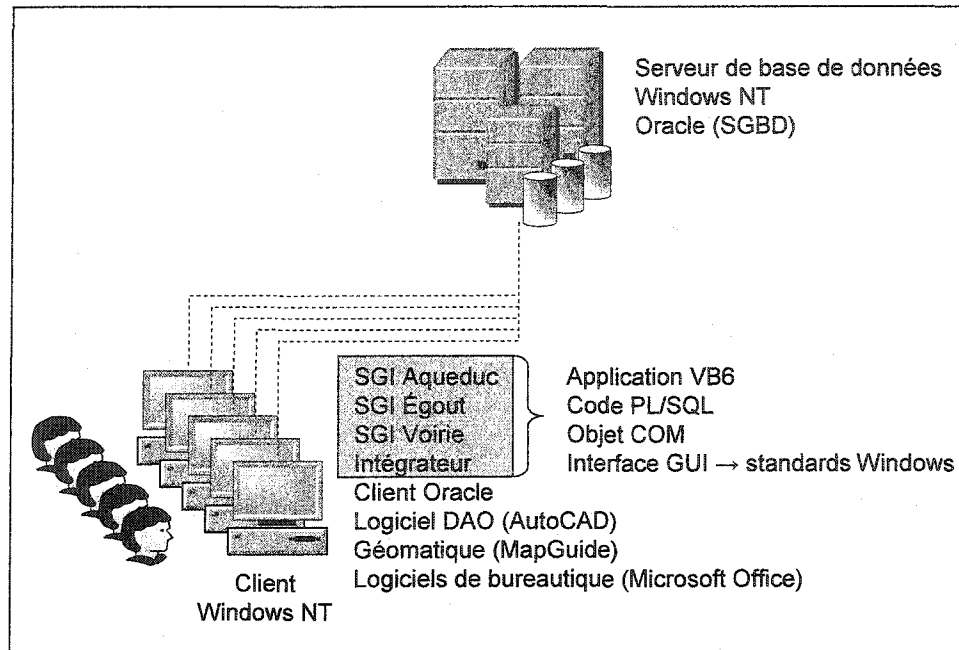 Serveur de base de données
Windows NT
Oracle (SGBD)
SGI Aqueduc
SGI Égout
SGI Voirie
Intégrateur
Application VB6
Code PL/SQL
Objet COM
Interface GUI → standards Windows
Client Oracle
Logiciel DAO (AutoCAD)
Géomatique (MapGuide)
Logiciels de bureautique (Microsoft Office)
Client
Windows NT